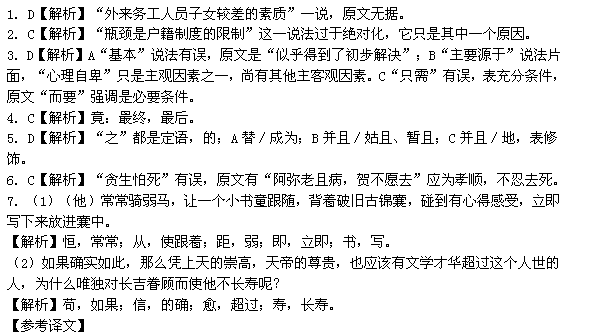 1. D【解析】“外来务工人员子女较差的素质”一说，原文无据。
2. C【解析】“瓶颈是户籍制度的限制”这一说法过于绝对化，它只是其中一个原因。
3. D【解析】A“基本”说法有误，原文是“似乎得到了初步解决”；B“主要源于”说法片
面，“心理自卑”只是主观因素之一，尚有其他主客观因素。C“只需”有误，表充分条件，
原文“而要”强调是必要条件。
4. C【解析】竟：最终，最后。
5. D【解析】“之”都是定语，的；A替／成为；B并且／姑且、暂且；C并且／地，表修
饰。
6. C【解析】“贪生怕死”有误，原文有“阿弥老且病，贺不愿去”应为孝顺，不忍去死。
7. （1）（他）常常骑弱马，让一个小书童跟随，背着破旧古锦囊，碰到有心得感受，立即
写下来放进囊中。
【解析】恒，常常；从，使跟着；距，弱；即，立即；书，写。
（2）如果确实如此，那么凭上天的崇高，天帝的尊贵，也应该有文学才华超过这个人世的
人，为什么唯独对长吉眷顾而使他不长寿呢？
【解析】苟，如果；信，的确；愈，超过；寿，长寿。
【参考译文】